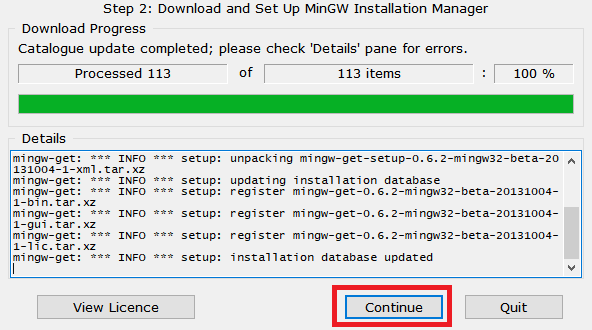 Step 2: Download and Set Up MinGW Installation Manager
Download Progress
Catalogue update completed; please check 'Details' pane for errors.
Processed 113 of 113 items : 100 %
Details
mingw-get: *** INFO *** setup: unpacking mingw-get-setup-0.6.2-mingw32-beta-20
131004-1-xml.tar.xz
mingw-get: *** INFO *** setup: updating installation database
mingw-get: *** INFO *** setup: register mingw-get-0.6.2-mingw32-beta-20131004-
1-bin.tar.xz
mingw-get: *** INFO *** setup: register mingw-get-0.6.2-mingw32-beta-20131004-
1-gui.tar.xz
mingw-get: *** INFO *** setup: register mingw-get-0.6.2-mingw32-beta-20131004-
1-lic.tar.xz
mingw-get: *** INFO *** setup: installation database updated
View Licence Continue Quit